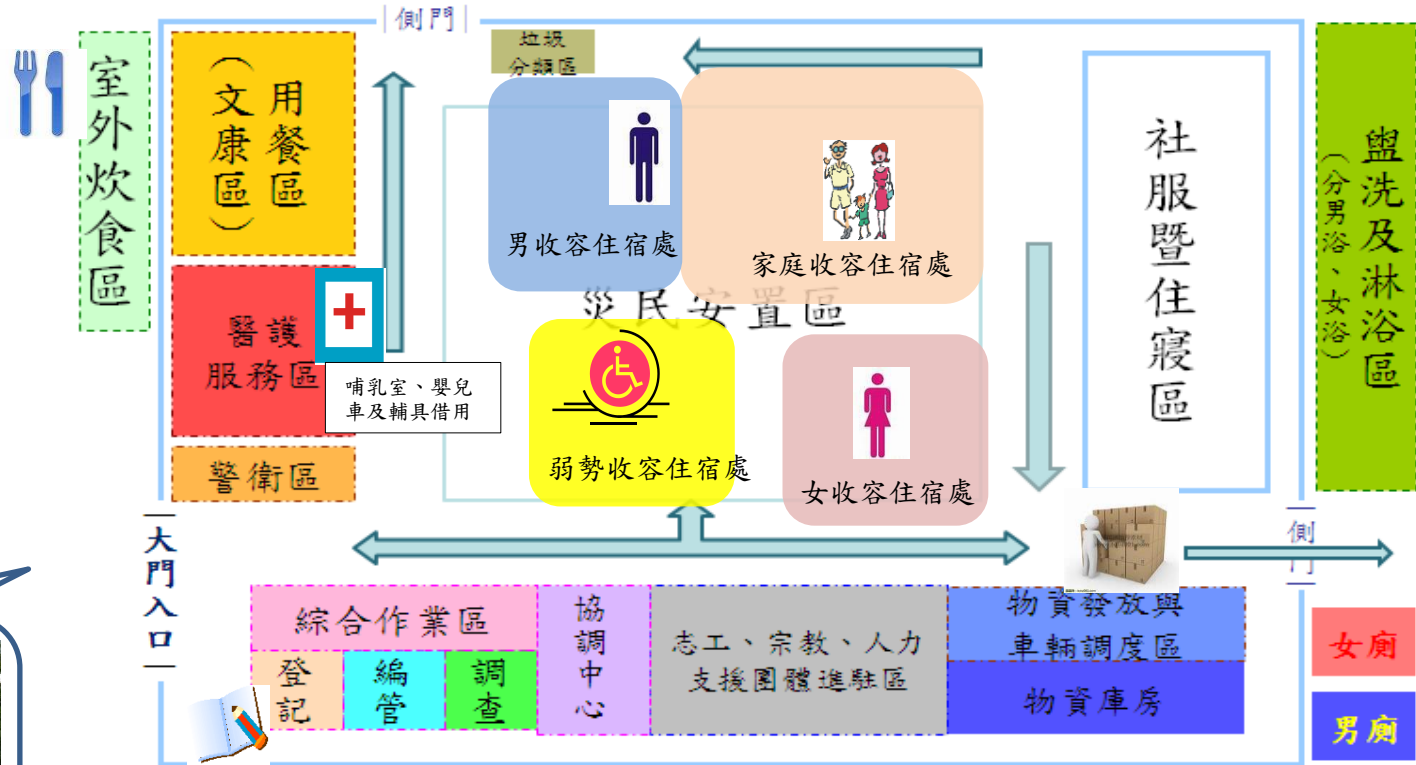 |側門|
室外炊食區
用餐區
(文康區)
垃圾
分類區
男收容住宿處
家庭收容住宿處
災民安置區
社服暨住寢區
盥洗及淋浴區
(分男浴、女浴)
醫護
服務區
哺乳室、嬰兒
車及輔具借用
弱勢收容住宿處
女收容住宿處
警衛區
|大門入口|
|側門|
綜合作業區
登記
編管
調查
協調中心
志工、宗教、人力
支援團體進駐區
物資發放與
車輛調度區
物資庫房
女廁
男廁